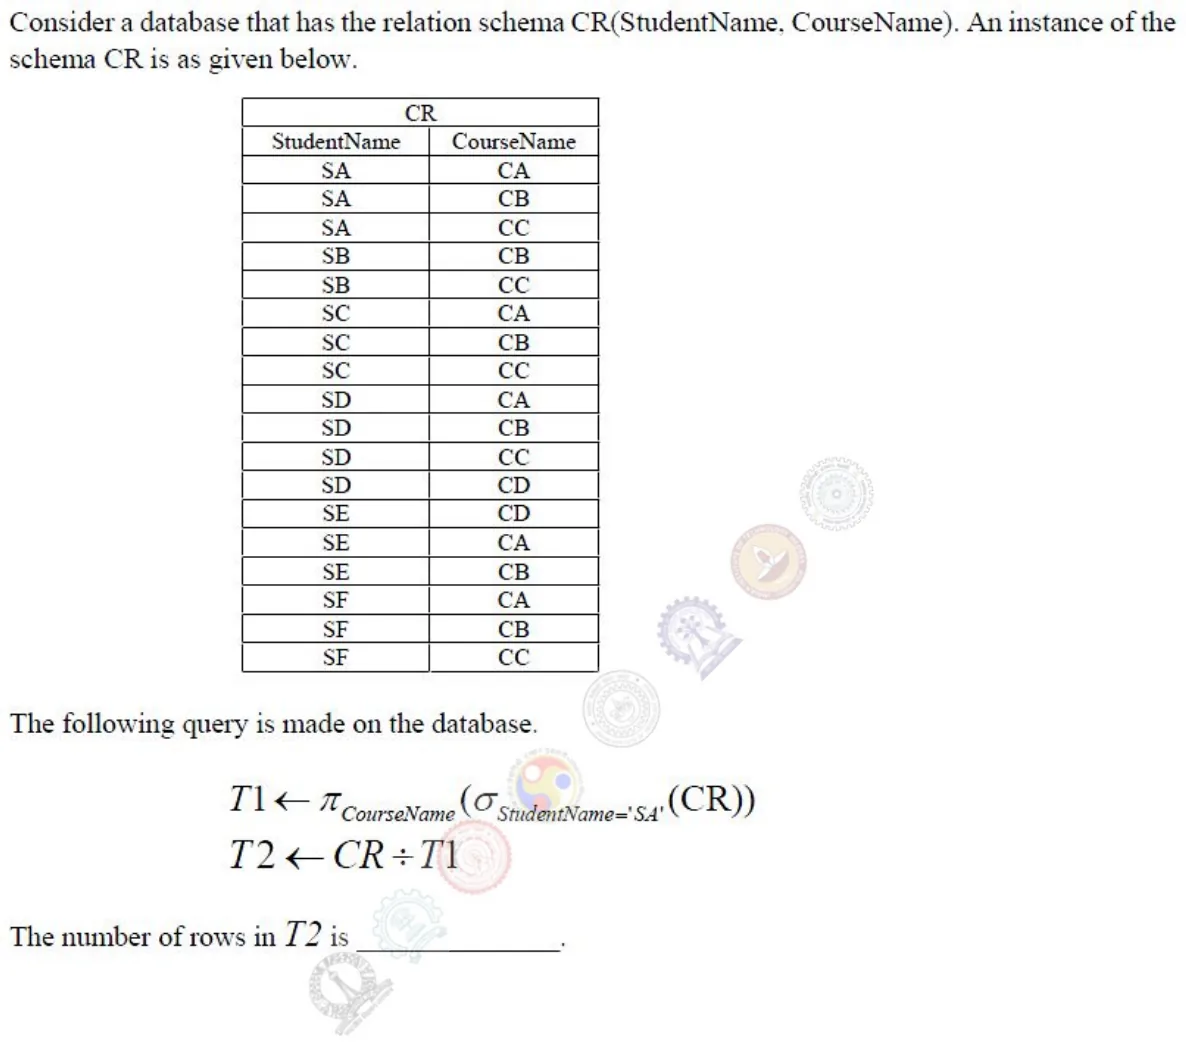 Consider a database that has the relation schema CR(StudentName, CourseName). An instance of the
schema CR is as given below.
CR
StudentName CourseName
SA CA
SA CB
SA CC
SB CB
SB CC
SC CA
SC CB
SC CC
SD CA
SD CB
SD CC
SD CD
SE CD
SE CA
SE CB
SF CA
SF CB
SF CC
The following query is made on the database.
T1 ← π CourseName (σ StudentName='SA' (CR))
T2 ← CR ÷ T1
The number of rows in T2 is ____________.